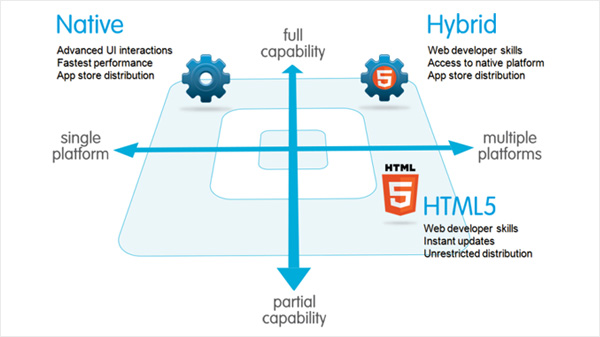 Native
Advanced UI interactions
Fastest performance
App store distribution
full
capability
Hybrid
Web developer skills
Access to native platform
App store distribution
5
single
platform
multiple
platforms
HTML
5
HTML5
Web developer skills
Instant updates
Unrestricted distribution
partial
capability